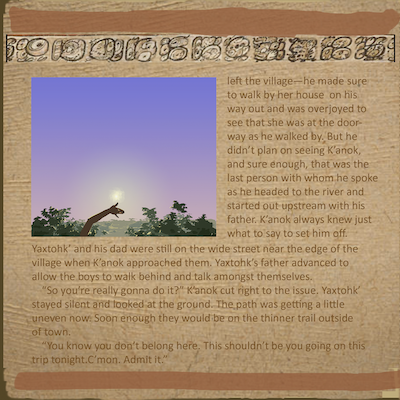 left the village—he made sure
to walk by her house on his
way out and was overjoyed to
see that she was at the door-
way as he walked by. But he
didn't plan on seeing K'anok,
and sure enough, that was the
last person with whom he spoke
as he headed to the river and
started out upstream with his
father. K'anok always knew just
what to say to set him off.
Yaxtohk' and his dad were still on the wide street near the edge of the
village when K'anok approached them. Yaxtohk's father advanced to
allow the boys to walk behind and talk amongst themselves.
"So you're really gonna do it?" K'anok cut right to the issue. Yaxtohk'
stayed silent and looked at the ground. The path was getting a little
uneven now. Soon enough they would be on the thinner trail outside
of town.
"You know you don't belong here. This shouldn't be you going on this
trip tonight.C'mon. Admit it."